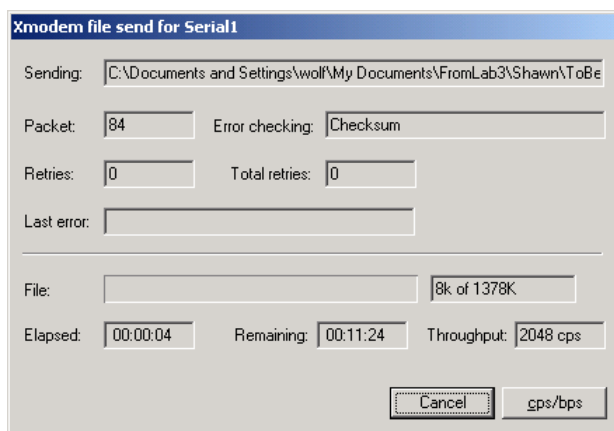 Xmodem file send for Serial1
Sending: C:\Documents and Settings\wolf\My Documents\FromLab3\Shawn\ToBe
Packet: 84 Error checking: Checksum
Retries: 0 Total retries: 0
Last error:
File: 8k of 1378K
Elapsed: 00:00:04 Remaining: 00:11:24 Throughput: 2048 cps
Cancel cps/bps